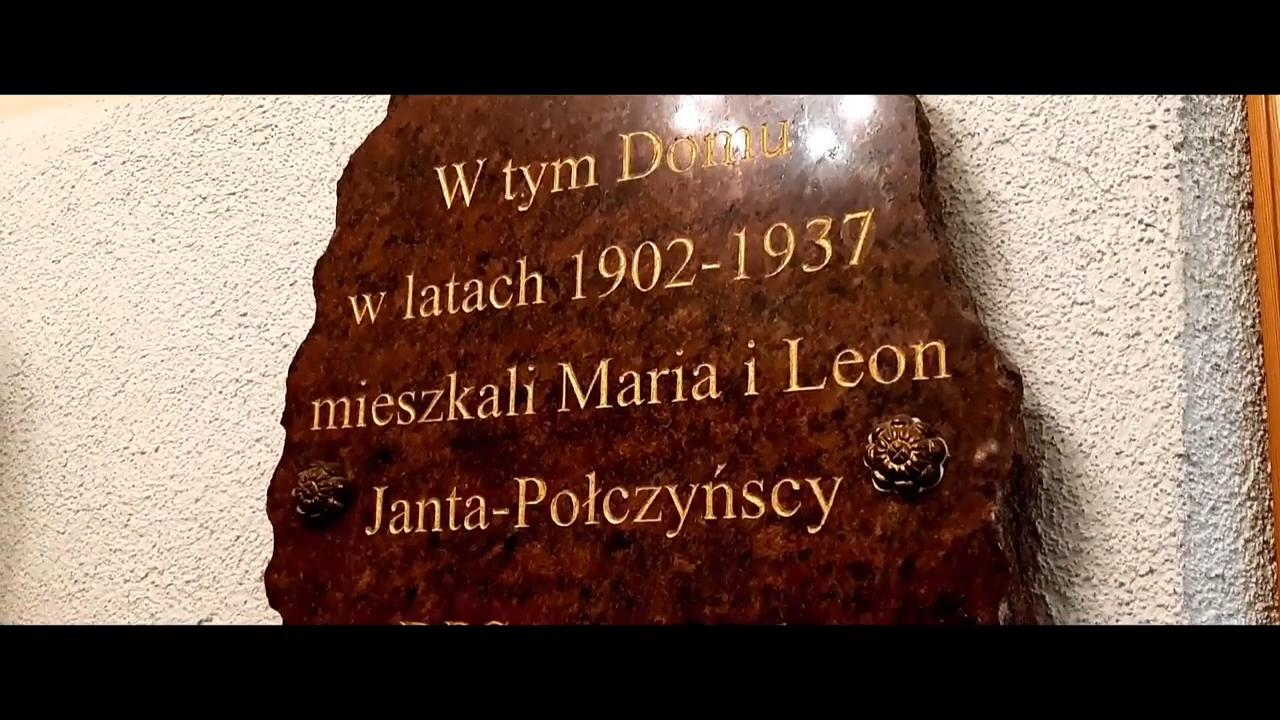 W tym Domu
w latach 1902-1937
mieszkali Maria i Leon
Janta-Połczyńscy